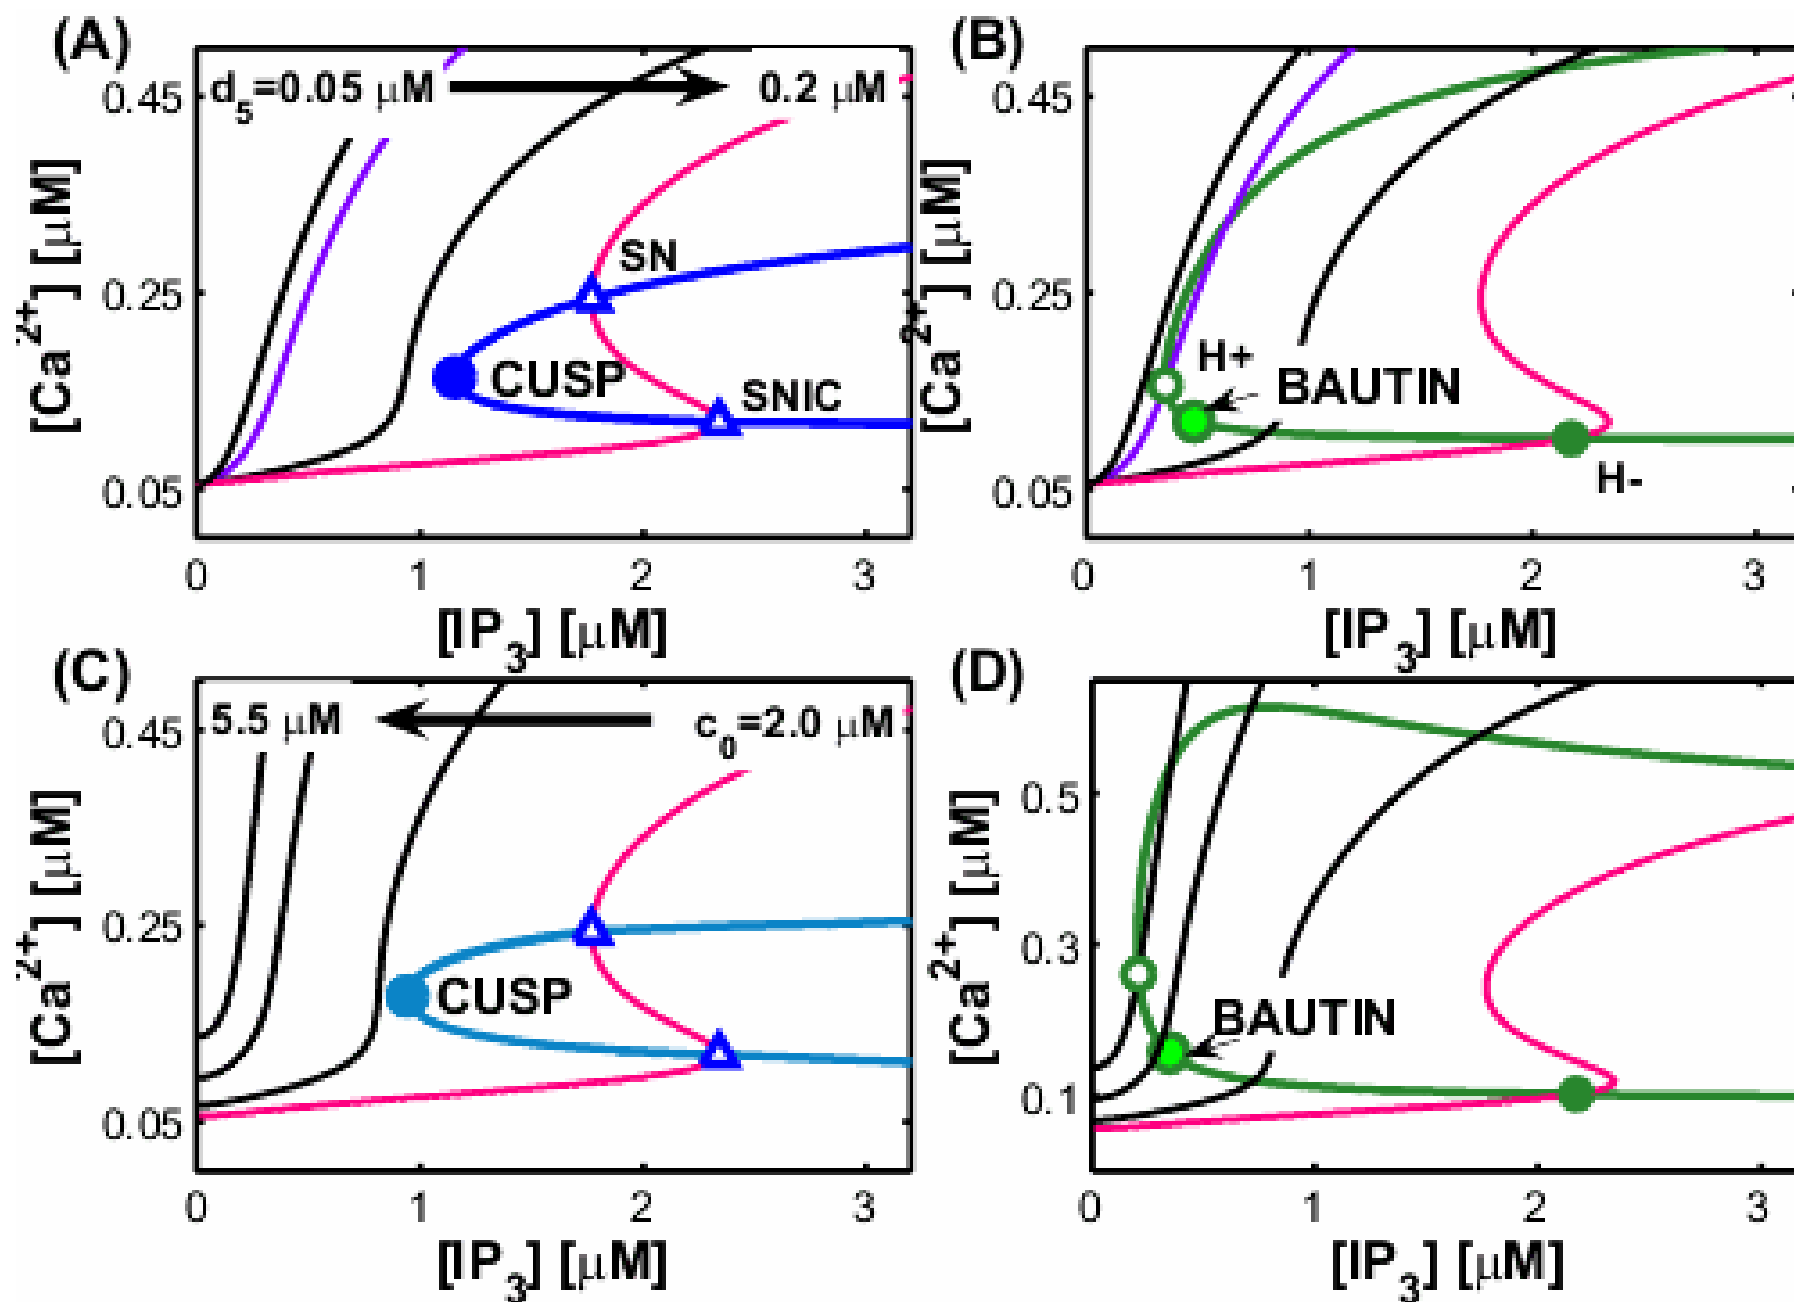 (A)
d5=0.05 μM
0.2 μM
0.45
0.25
0.05
[Ca2+] [μM]
SN
CUSP
SNIC
0 1 2 3
[IP3] [μM]
(B)
0.45
0.25
0.05
[Ca2+] [μM]
H+
BAUTIN
H-
0 1 2 3
[IP3] [μM]
(C)
5.5 μM
c0=2.0 μM
0.45
0.25
0.05
[Ca2+] [μM]
CUSP
0 1 2 3
[IP3] [μM]
(D)
0.5
0.3
0.1
[Ca2+] [μM]
BAUTIN
0 1 2 3
[IP3] [μM]